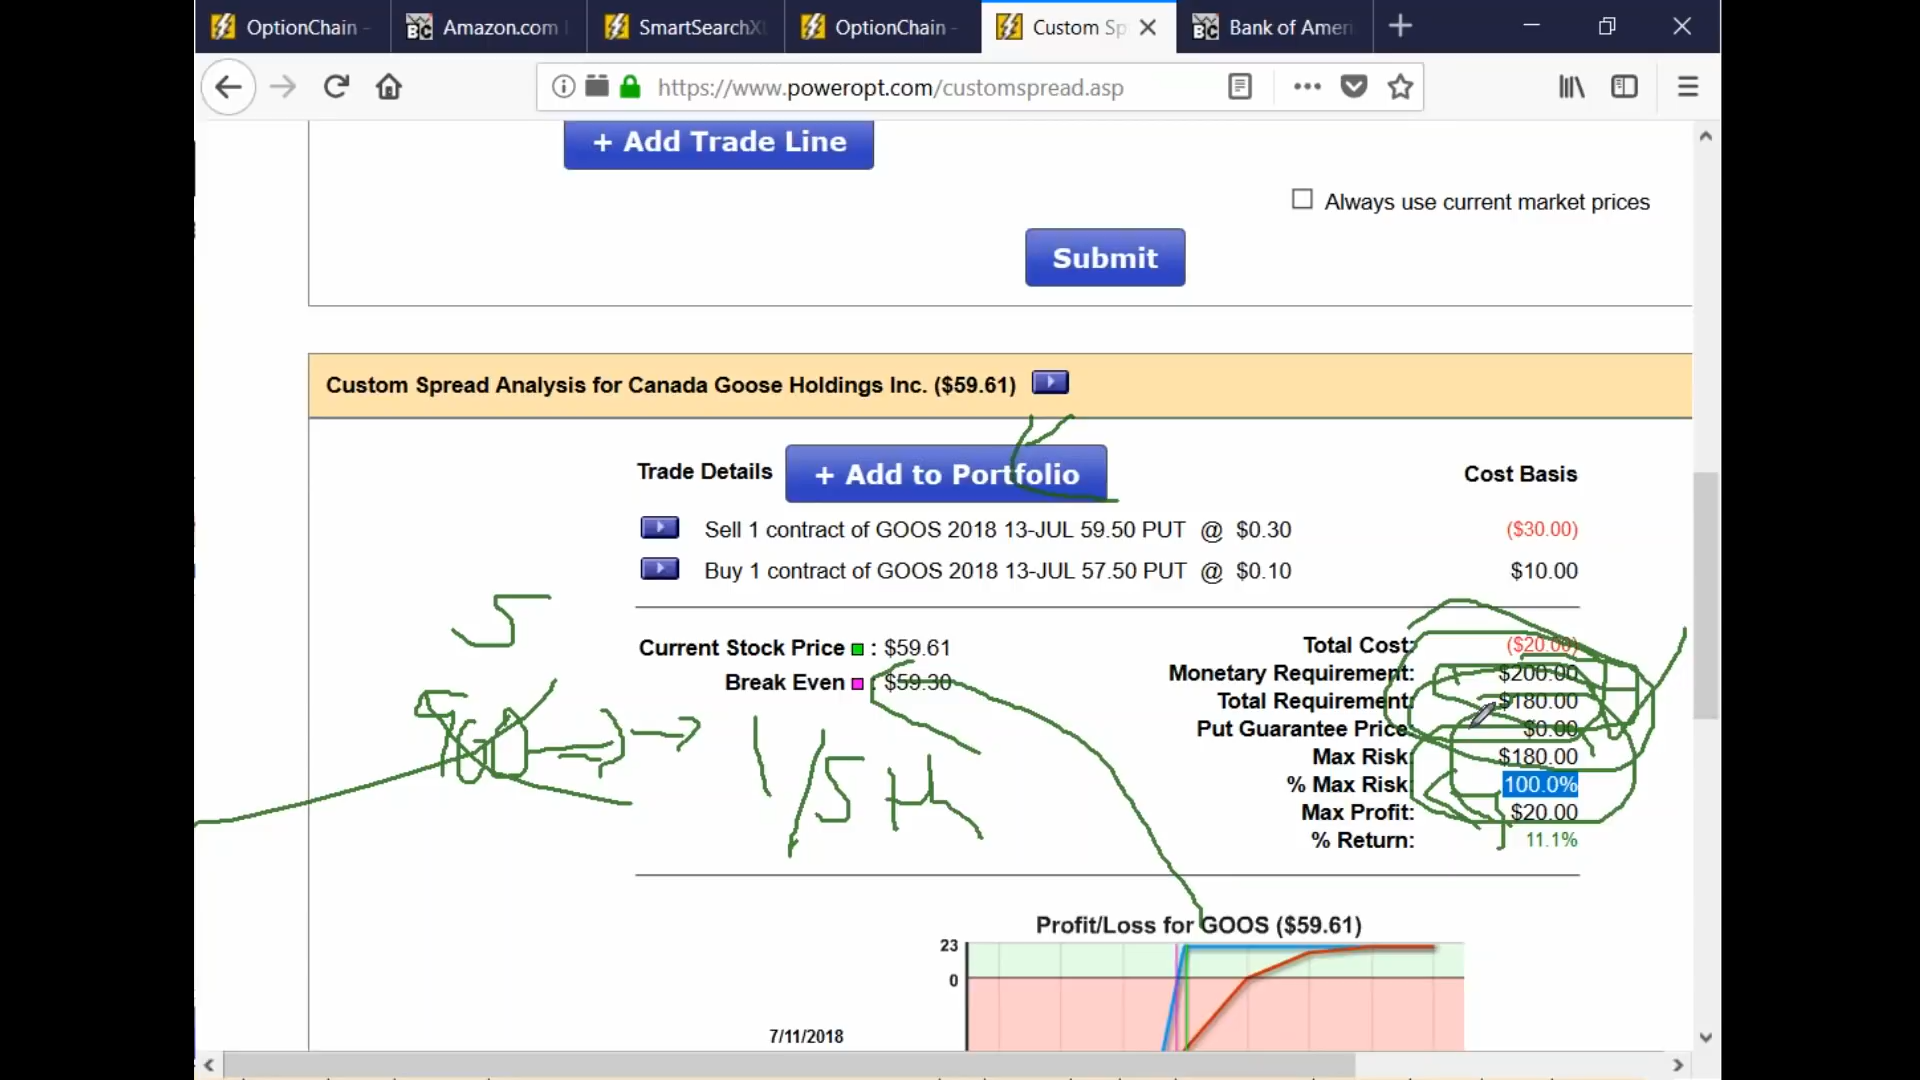 OptionChain -
Amazon.com
SmartSearchXL
OptionChain -
Custom Sp
Bank of Ameri
https://www.poweropt.com/customspread.asp
+ Add Trade Line
Always use current market prices
Submit
Custom Spread Analysis for Canada Goose Holdings Inc. ($59.61)
Trade Details + Add to Portfolio Cost Basis
Sell 1 contract of GOOS 2018 13-JUL 59.50 PUT @ $0.30 ($30.00)
Buy 1 contract of GOOS 2018 13-JUL 57.50 PUT @ $0.10 $10.00
Current Stock Price : $59.61
Break Even : $59.30
Total Cost: ($20.00)
Monetary Requirement: $200.00
Total Requirement: $180.00
Put Guarantee Price: $0.00
Max Risk: $180.00
% Max Risk: 100.0%
Max Profit: $20.00
% Return: 11.1%
5
Profit/Loss for GOOS ($59.61)
23
0
7/11/2018